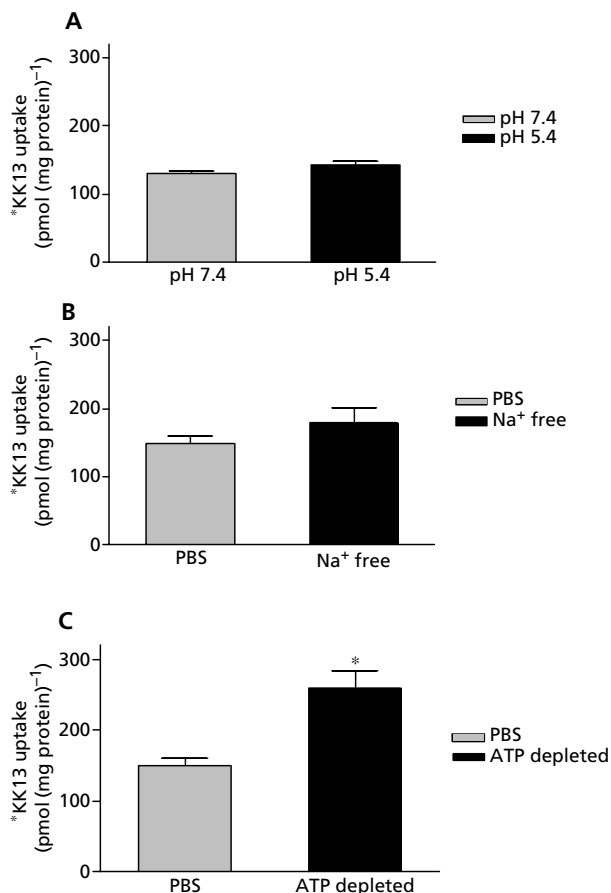 A
300
200
100
0
*KK13 uptake
(pmol (mg protein)⁻¹)
pH 7.4
pH 5.4
pH 7.4
pH 5.4
B
300
200
100
0
*KK13 uptake
(pmol (mg protein)⁻¹)
PBS
Na⁺ free
PBS
Na⁺ free
C
300
200
100
0
*KK13 uptake
(pmol (mg protein)⁻¹)
*
PBS
ATP depleted
PBS
ATP depleted